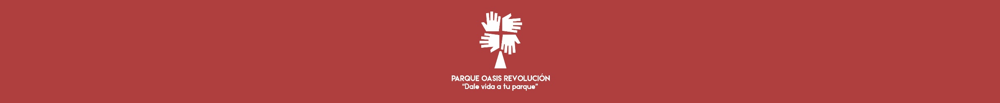 PARQUE OASIS REVOLUCIÓN
“Dale vida a tu parque”